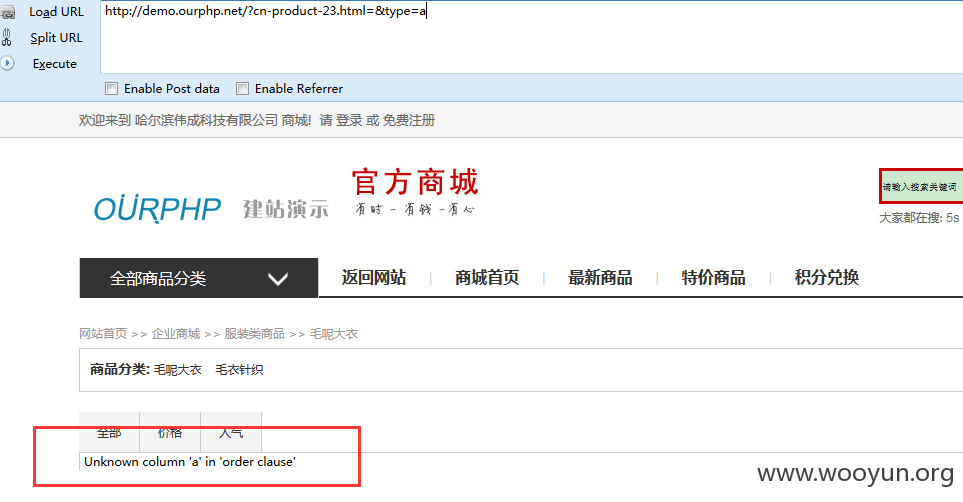 Load URL http://demo.ourphp.net/?cn-product-23.html=&type=a
Split URL
Execute
Enable Post data Enable Referrer
欢迎来到 哈尔滨伟成科技有限公司 商城! 请 登录 或 免费注册
OURPHP 建站演示 官方商城
有时－有钱－有心
请输入搜索关键词
大家都在搜: 5s
全部商品分类 返回网站 | 商城首页 | 最新商品 | 特价商品 | 积分兑换
网站首页 >> 企业商城 >> 服装类商品 >> 毛呢大衣
商品分类: 毛呢大衣 毛衣针织
全部 价格 人气
Unknown column 'a' in 'order clause'
www.wooyun.org